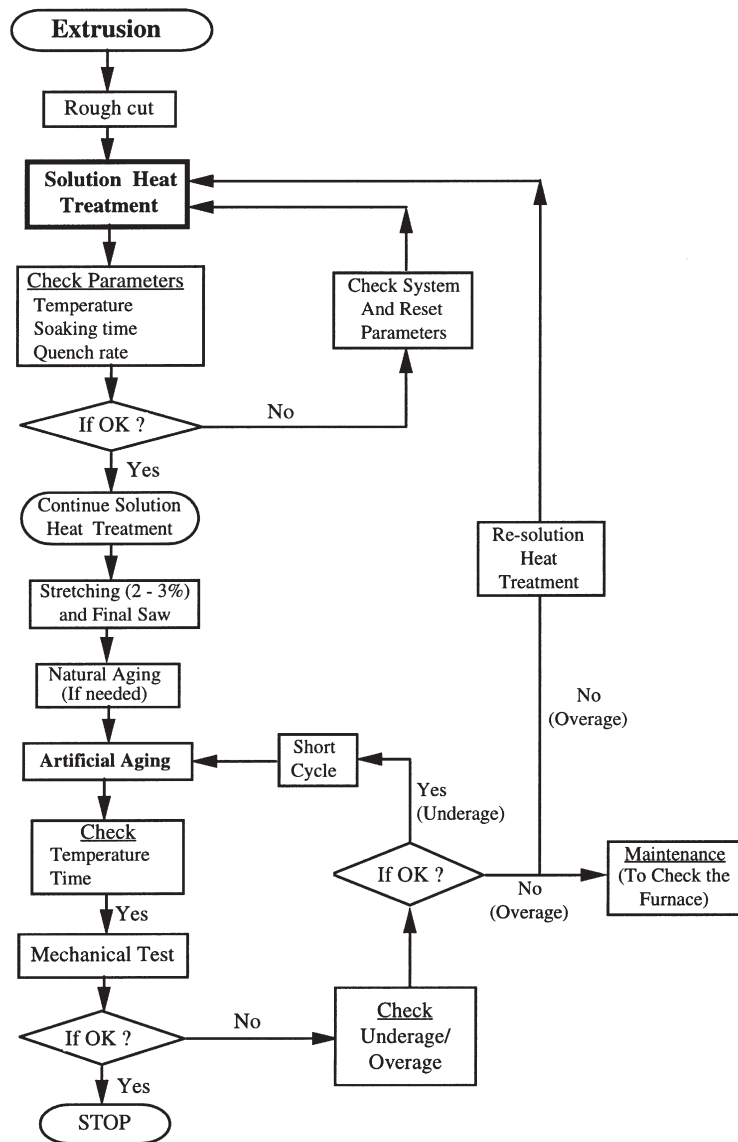 Extrusion
Rough cut
Solution Heat
Treatment
Check Parameters
Temperature
Soaking time
Quench rate
Check System
And Reset
Parameters
If OK ?
No
Yes
Continue Solution
Heat Treatment
Stretching (2 - 3%)
and Final Saw
Re-solution
Heat
Treatment
Natural Aging
(If needed)
No
(Overage)
Artificial Aging
Short
Cycle
Yes
(Underage)
Check
Temperature
Time
If OK ?
No
(Overage)
Maintenance
(To Check the
Furnace)
Yes
Mechanical Test
If OK ?
No
Check
Underage/
Overage
Yes
STOP